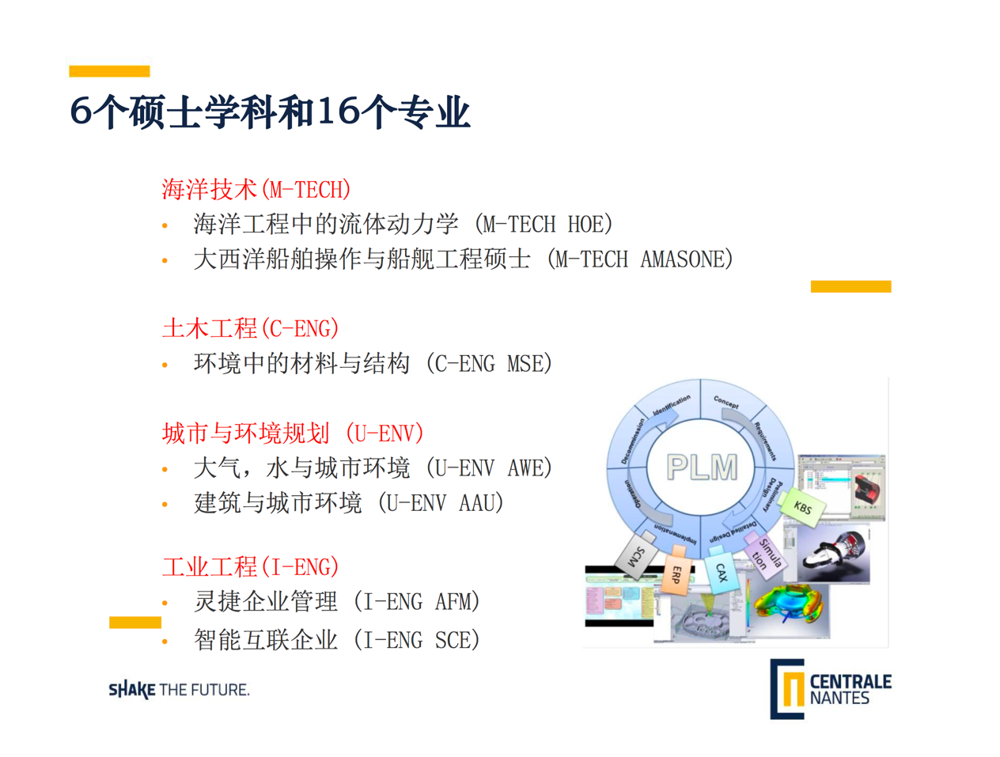 6个硕士学科和16个专业
海洋技术(M-TECH)
• 海洋工程中的流体动力学 (M-TECH HOE)
• 大西洋船舶操作与船舰工程硕士 (M-TECH AMASONE)
土木工程(C-ENG)
• 环境中的材料与结构 (C-ENG MSE)
城市与环境规划 (U-ENV)
• 大气，水与城市环境 (U-ENV AWE)
• 建筑与城市环境 (U-ENV AAU)
工业工程(I-ENG)
• 灵捷企业管理 (I-ENG AFM)
• 智能互联企业 (I-ENG SCE)
PLM
Identification
Concept
Requirements
Preliminary
Design
Detailed Design
Implemenation
Operation
Decommission
KBS
Simula
tion
CAX
ERP
SCM
SHAKE THE FUTURE.
CENTRALE
NANTES